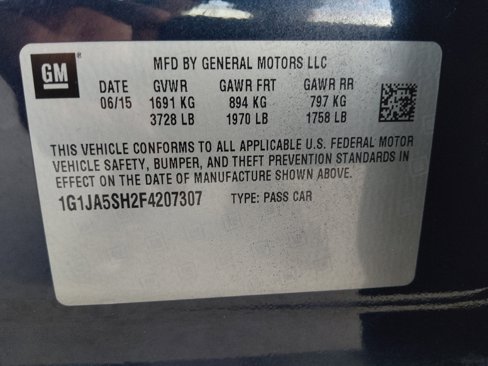 GM
MFD BY GENERAL MOTORS LLC
DATE GVWR GAWR FRT GAWR RR
06/15 1691 KG 894 KG 797 KG
3728 LB 1970 LB 1758 LB
THIS VEHICLE CONFORMS TO ALL APPLICABLE U.S. FEDERAL MOTOR
VEHICLE SAFETY, BUMPER, AND THEFT PREVENTION STANDARDS IN
EFFECT ON THE DATE OF MANUFACTURE SHOWN ABOVE.
1G1JA5SH2F4207307 TYPE: PASS CAR